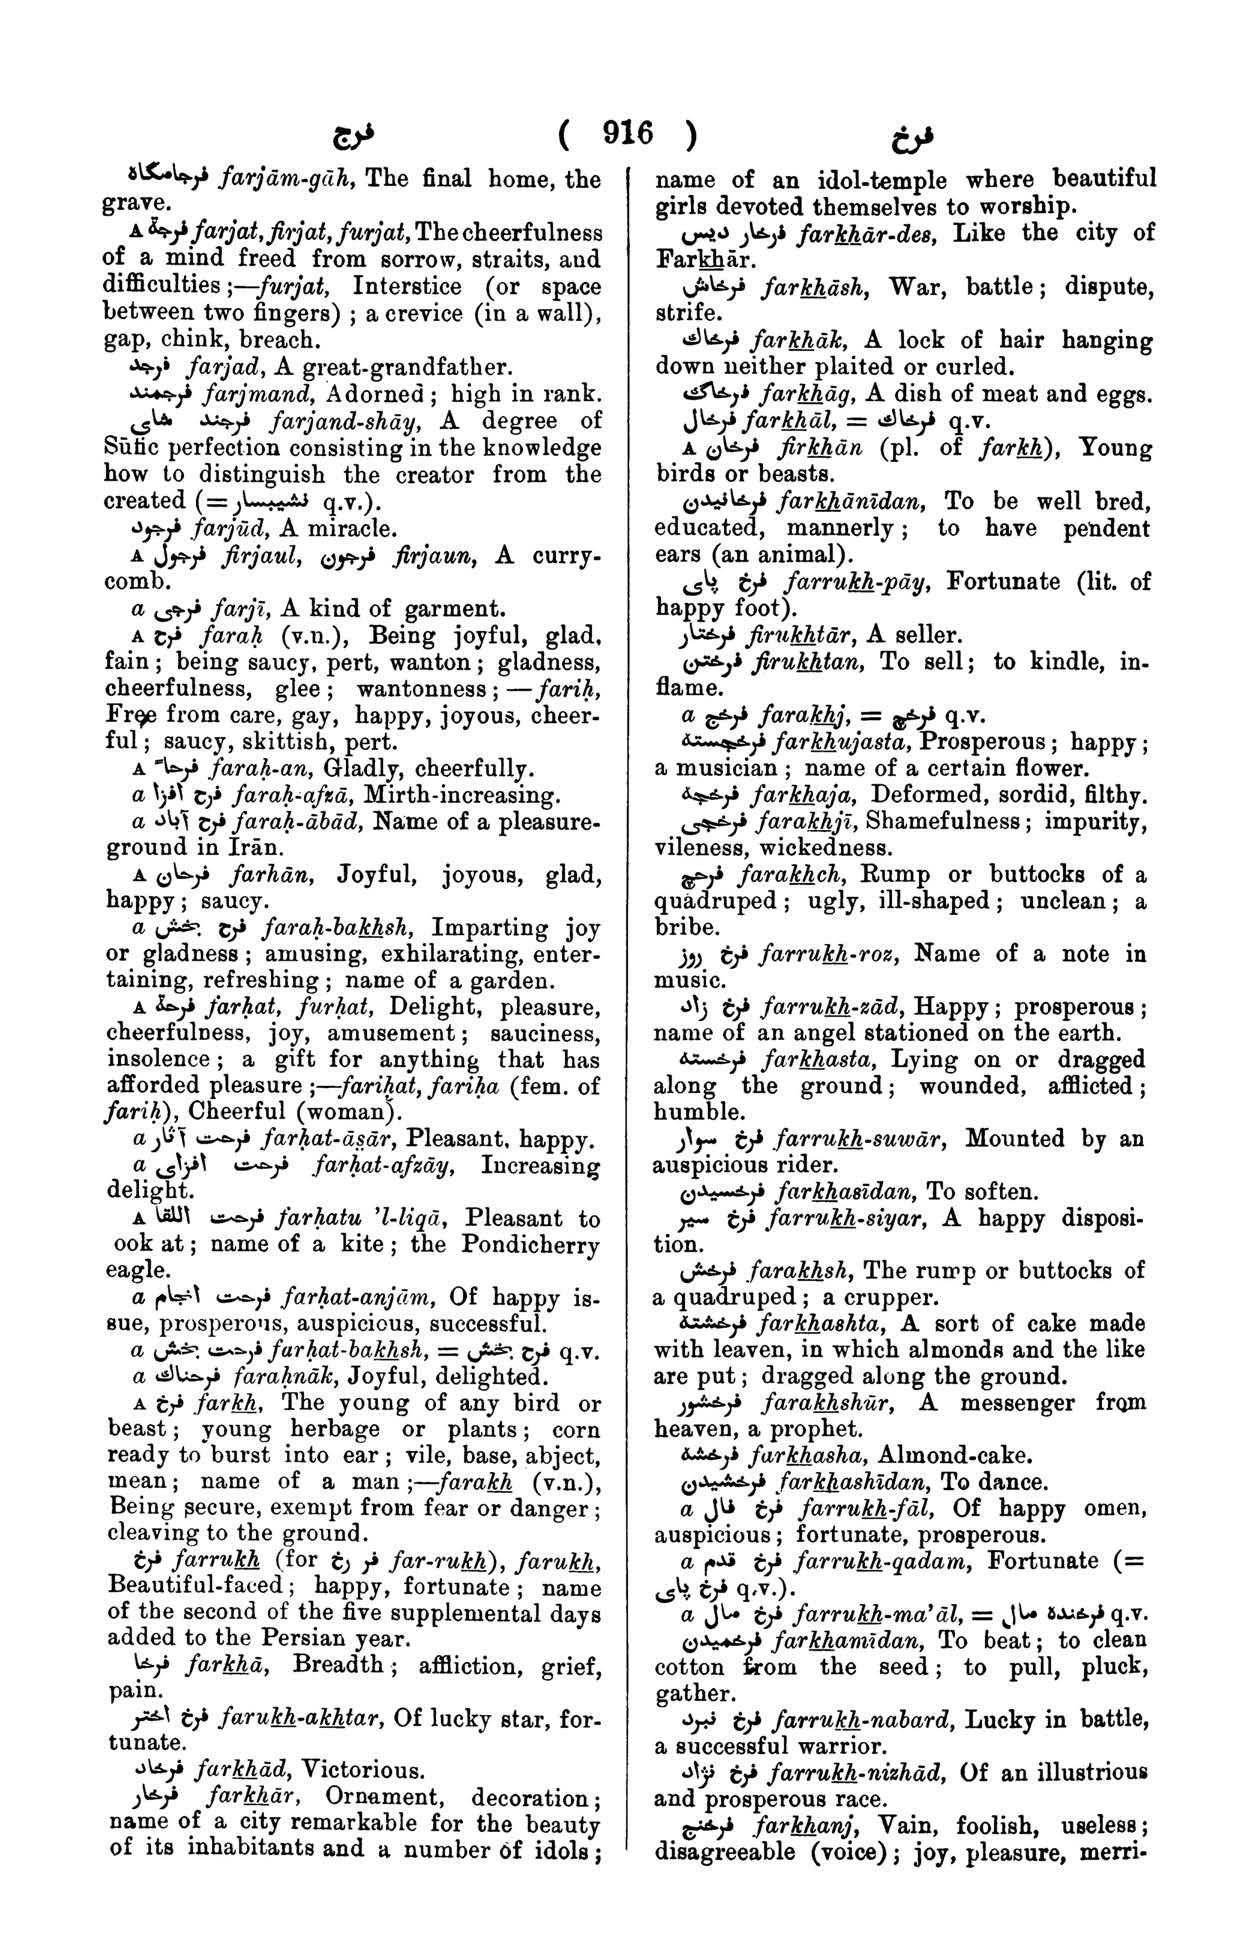 فرج ( 916 ) فرخ
فرجامگاه farjām-gāh, The final home, the
grave.
A فرجة farjat, firjat, furjat, The cheerfulness
of a mind freed from sorrow, straits, and
difficulties ;—furjat, Interstice (or space
between two fingers) ; a crevice (in a wall),
gap, chink, breach.
فرجد farjad, A great-grandfather.
فرجمند farjmand, Adorned ; high in rank.
فرجند شای farjand-shāy, A degree of
Sūfic perfection consisting in the knowledge
how to distinguish the creator from the
created (= q.v.).
فرجود farjūd, A miracle.
A فرجول firjaul, فرجون firjaun, A curry-
comb.
a فرجی farjī, A kind of garment.
A فرح faraḥ (v.n.), Being joyful, glad,
fain ; being saucy, pert, wanton ; gladness,
cheerfulness, glee ; wantonness ; —fariḥ,
Free from care, gay, happy, joyous, cheer-
ful ; saucy, skittish, pert.
A فرحاً faraḥ-an, Gladly, cheerfully.
a فرح افزا faraḥ-afzā, Mirth-increasing.
a فرح آباد faraḥ-ābād, Name of a pleasure-
ground in Irān.
A فرحان farhān, Joyful, joyous, glad,
happy ; saucy.
a فرح بخش faraḥ-bakhsh, Imparting joy
or gladness ; amusing, exhilarating, enter-
taining, refreshing ; name of a garden.
A فرحة farḥat, furḥat, Delight, pleasure,
cheerfulness, joy, amusement ; sauciness,
insolence ; a gift for anything that has
afforded pleasure ;—fariḥat, fariḥa (fem. of
fariḥ), Cheerful (woman).
a فرحت آثار farḥat-āṣār, Pleasant, happy.
a فرحت افزای farḥat-afzāy, Increasing
delight.
A فرحت اللقا farḥatu 'l-liqā, Pleasant to
ook at ; name of a kite ; the Pondicherry
eagle.
a فرحت انجام farḥat-anjām, Of happy is-
sue, prosperous, auspicious, successful.
a فرحت بخش farḥat-bakhsh, = فرح بخش q.v.
a فرحناك faraḥnāk, Joyful, delighted.
A فرخ farkh, The young of any bird or
beast ; young herbage or plants ; corn
ready to burst into ear ; vile, base, abject,
mean ; name of a man ;—farakh (v.n.),
Being secure, exempt from fear or danger ;
cleaving to the ground.
فرخ farrukh (for فر رخ far-rukh), farukh,
Beautiful-faced ; happy, fortunate ; name
of the second of the five supplemental days
added to the Persian year.
فرخا farkhā, Breadth ; affliction, grief,
pain.
فرخ اختر farukh-akhtar, Of lucky star, for-
tunate.
فرخاد farkhād, Victorious.
فرخار farkhār, Ornament, decoration ;
name of a city remarkable for the beauty
of its inhabitants and a number of idols ;
name of an idol-temple where beautiful
girls devoted themselves to worship.
فرخار دیس farkhār-des, Like the city of
Farkhār.
فرخاش farkhāsh, War, battle ; dispute,
strife.
فرخاك farkhāk, A lock of hair hanging
down neither plaited or curled.
فرخاگ farkhāg, A dish of meat and eggs.
فرخال farkhāl, = فرخاك q.v.
A فرخان firkhān (pl. of farkh), Young
birds or beasts.
فرخانیدن farkhānīdan, To be well bred,
educated, mannerly ; to have pendent
ears (an animal).
فرخ پای farrukh-pāy, Fortunate (lit. of
happy foot).
فرختار firukhtār, A seller.
فرختن firukhtan, To sell ; to kindle, in-
flame.
a فرخج farakhj, = فرخچ q.v.
فرخجسته farkhujasta, Prosperous ; happy ;
a musician ; name of a certain flower.
فرخجه farkhaja, Deformed, sordid, filthy.
فرخجی farakhjī, Shamefulness ; impurity,
vileness, wickedness.
فرخچ farakhch, Rump or buttocks of a
quadruped ; ugly, ill-shaped ; unclean ; a
bribe.
فرخ روز farrukh-roz, Name of a note in
music.
فرخ زاد farrukh-zād, Happy ; prosperous ;
name of an angel stationed on the earth.
فرخسته farkhasta, Lying on or dragged
along the ground ; wounded, afflicted ;
humble.
فرخ سوار farrukh-suwār, Mounted by an
auspicious rider.
فرخسیدن farkhasīdan, To soften.
فرخ سیر farrukh-siyar, A happy disposi-
tion.
فرخش farakhsh, The rump or buttocks of
a quadruped ; a crupper.
فرخشته farkhashta, A sort of cake made
with leaven, in which almonds and the like
are put ; dragged along the ground.
فرخشور farakhshūr, A messenger from
heaven, a prophet.
فرخشه farkhasha, Almond-cake.
فرخشیدن farkhashīdan, To dance.
a فرخ فال farrukh-fāl, Of happy omen,
auspicious ; fortunate, prosperous.
a فرخ قدم farrukh-qadam, Fortunate (=
فرخ پای q.v.).
a فرخ مال farrukh-ma'āl, = فرخنده مال q.v.
فرخمیدن farkhamīdan, To beat ; to clean
cotton from the seed ; to pull, pluck,
gather.
فرخ نبرد farrukh-nabard, Lucky in battle,
a successful warrior.
فرخ نژاد farrukh-nizhād, Of an illustrious
and prosperous race.
فرخنج farkhanj, Vain, foolish, useless ;
disagreeable (voice) ; joy, pleasure, merri-